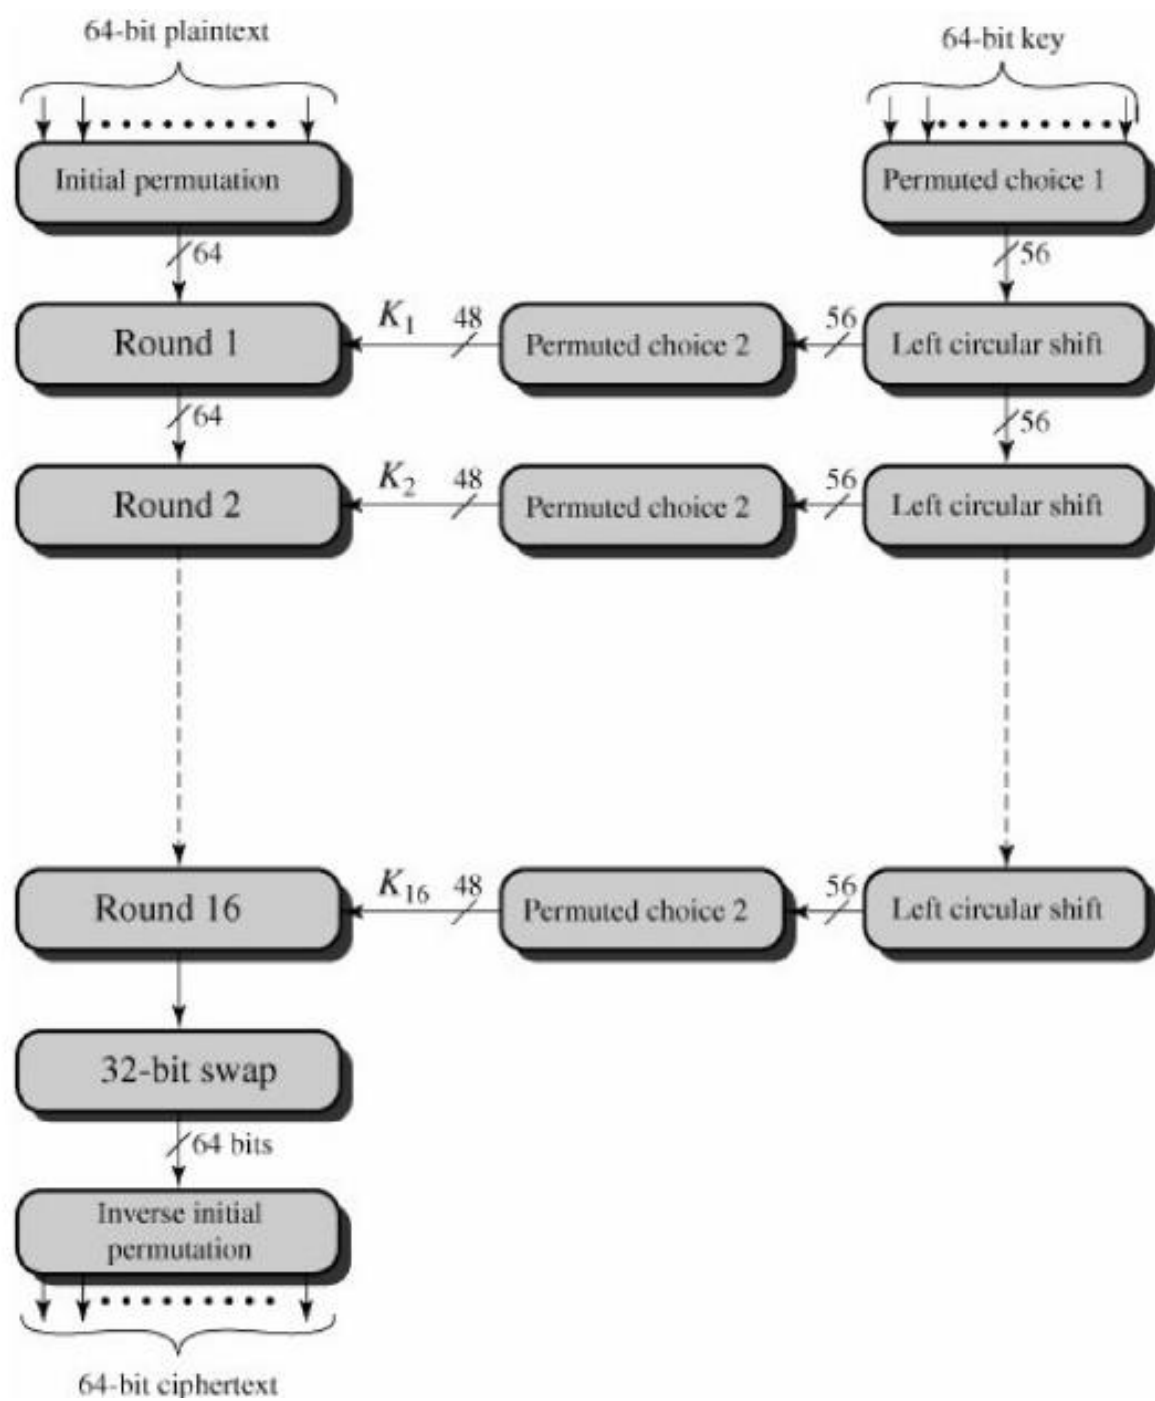 64-bit plaintext
64-bit key
Initial permutation
Permuted choice 1
64
56
Round 1
K₁
48
Permuted choice 2
56
Left circular shift
64
56
Round 2
K₂
48
Permuted choice 2
56
Left circular shift
Round 16
K₁₆
48
Permuted choice 2
56
Left circular shift
32-bit swap
64 bits
Inverse initial
permutation
64-bit ciphertext